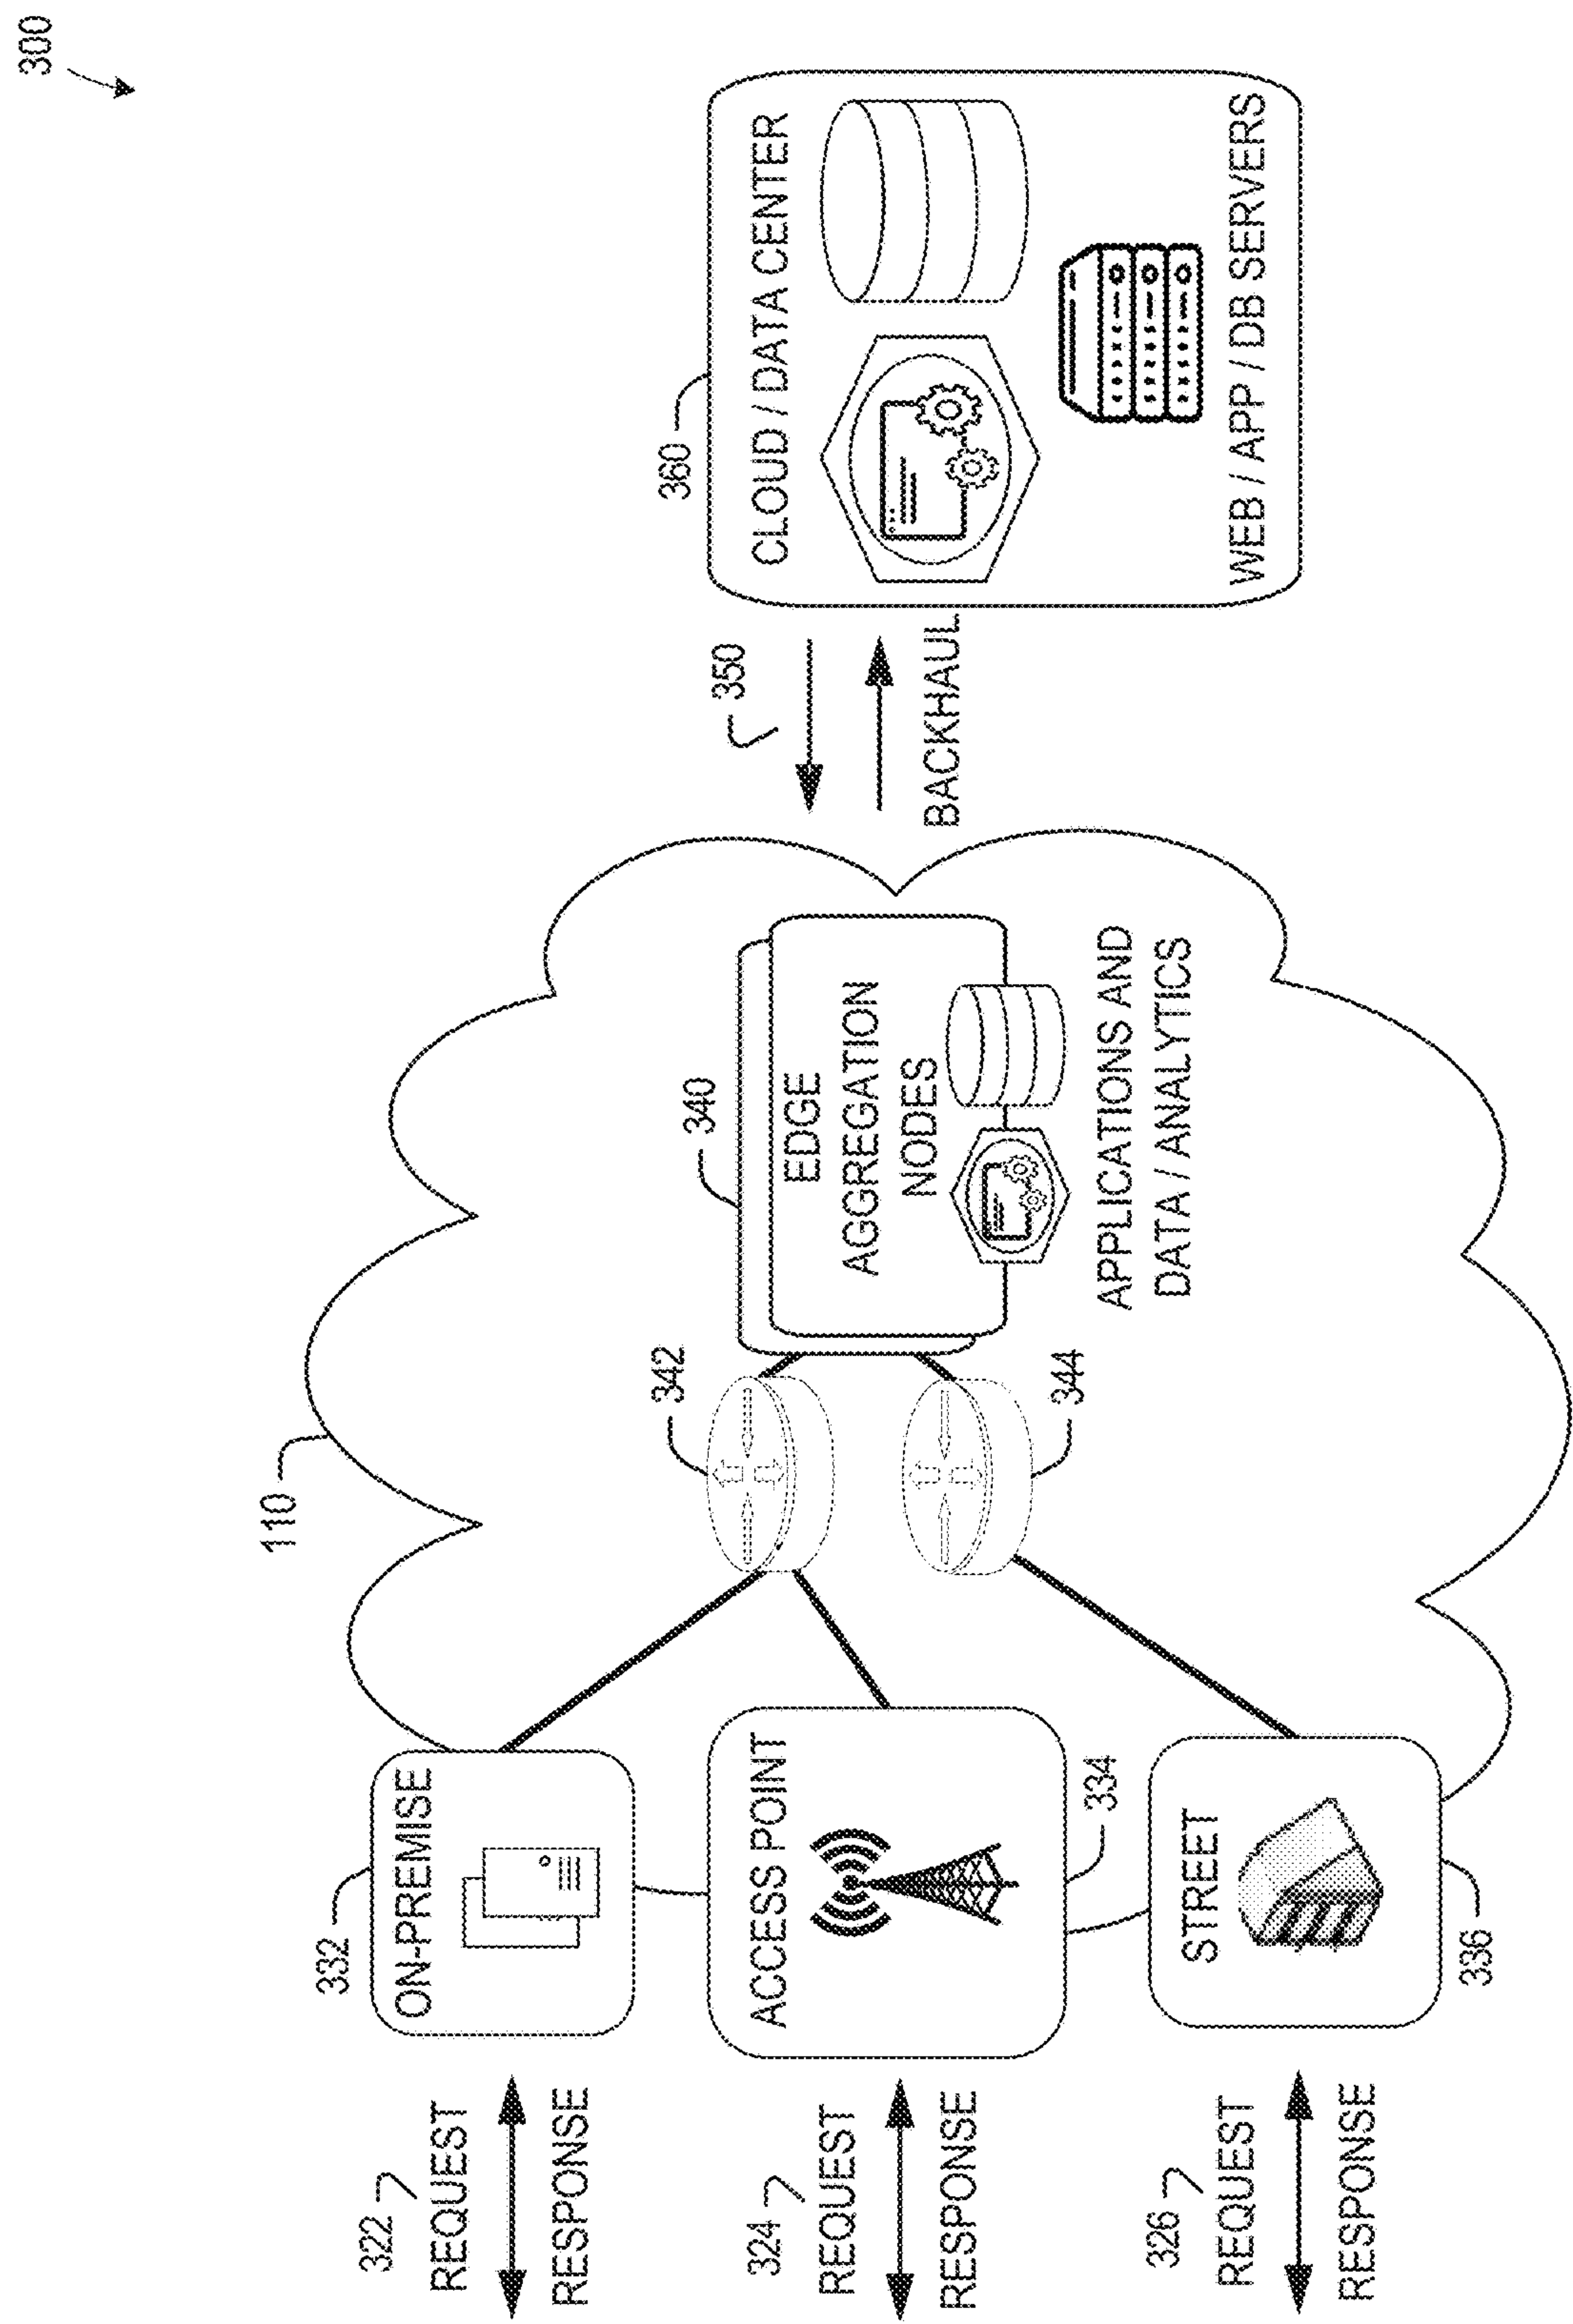 300
110
332
ON-PREMISE
322
REQUEST
RESPONSE
ACCESS POINT
334
324
REQUEST
RESPONSE
STREET
336
326
REQUEST
RESPONSE
342
344
340
EDGE
AGGREGATION
NODES
APPLICATIONS AND
DATA / ANALYTICS
350
BACKHAUL
360
CLOUD / DATA CENTER
WEB / APP / DB SERVERS